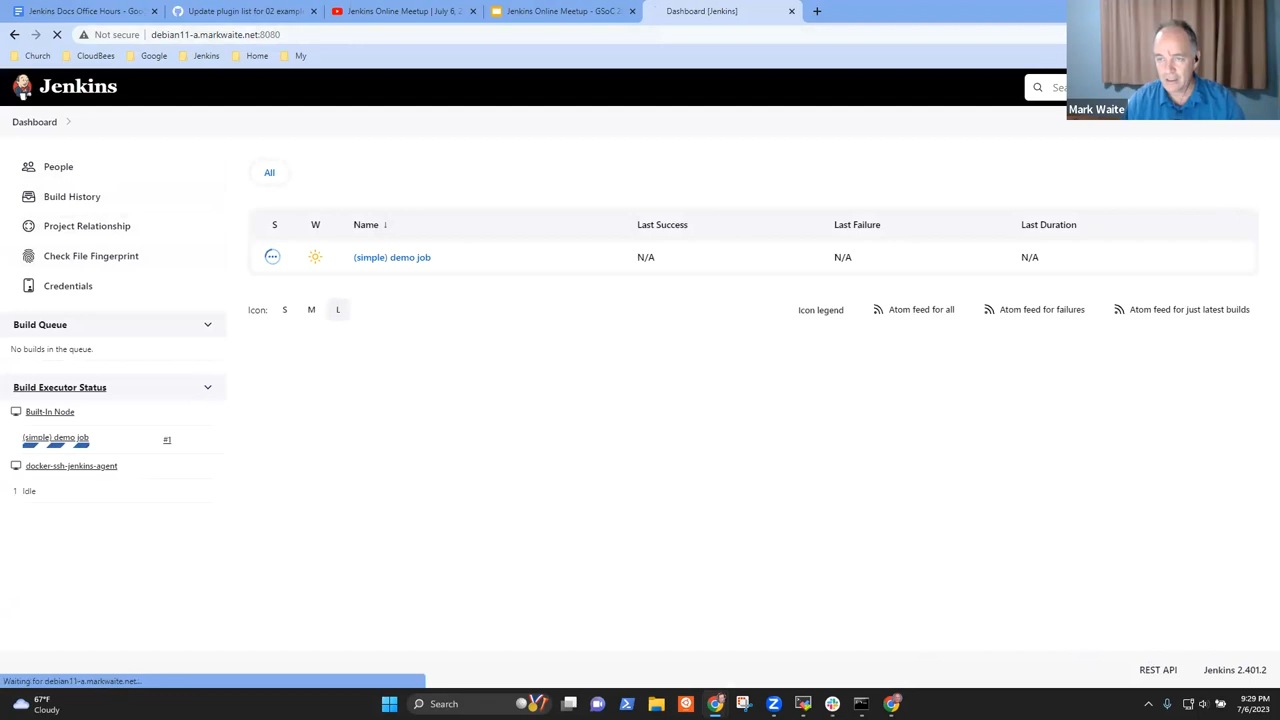 Jenkins Docs Office Hours - Goo
Update plugin list for 02 example
Jenkins Online Meetup | July 6, 2
Jenkins Online Meetup - GSoC 20
Dashboard [Jenkins]
Not secure
debian11-a.markwaite.net:8080
Church
CloudBees
Google
Jenkins
Home
My
Jenkins
Sea
Mark Waite
Dashboard
People
Build History
Project Relationship
Check File Fingerprint
Credentials
Build Queue
No builds in the queue.
Build Executor Status
Built-In Node
(simple) demo job #1
docker-ssh-jenkins-agent
1 Idle
All
S W Name ↓ Last Success Last Failure Last Duration
(simple) demo job N/A N/A N/A
Icon: S M L
Icon legend
Atom feed for all
Atom feed for failures
Atom feed for just latest builds
REST API
Jenkins 2.401.2
Waiting for debian11-a.markwaite.net...
67°F
Cloudy
Search
9:29 PM
7/6/2023